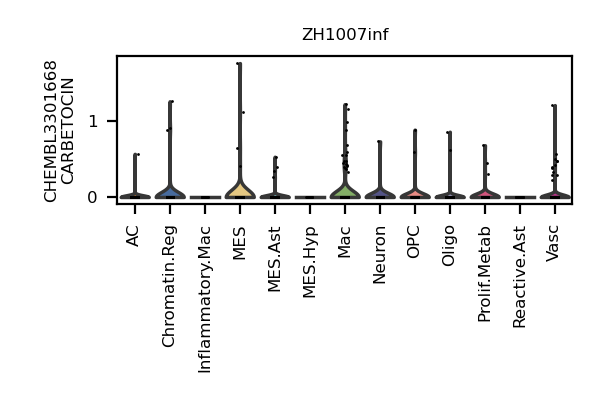 ZH1007inf
CHEMBL3301668
CARBETOCIN
1
0
AC
Chromatin.Reg
Inflammatory.Mac
MES
MES.Ast
MES.Hyp
Mac
Neuron
OPC
Oligo
Prolif.Metab
Reactive.Ast
Vasc